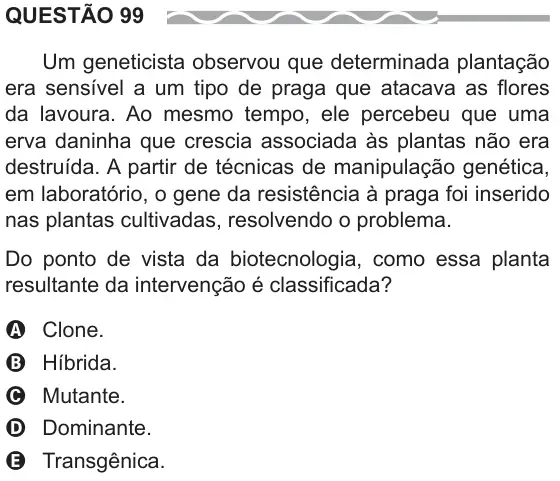 QUESTÃO 99
Um geneticista observou que determinada plantação
era sensível a um tipo de praga que atacava as flores
da lavoura. Ao mesmo tempo, ele percebeu que uma
erva daninha que crescia associada às plantas não era
destruída. A partir de técnicas de manipulação genética,
em laboratório, o gene da resistência à praga foi inserido
nas plantas cultivadas, resolvendo o problema.
Do ponto de vista da biotecnologia, como essa planta
resultante da intervenção é classificada?
A Clone.
B Híbrida.
C Mutante.
D Dominante.
E Transgênica.